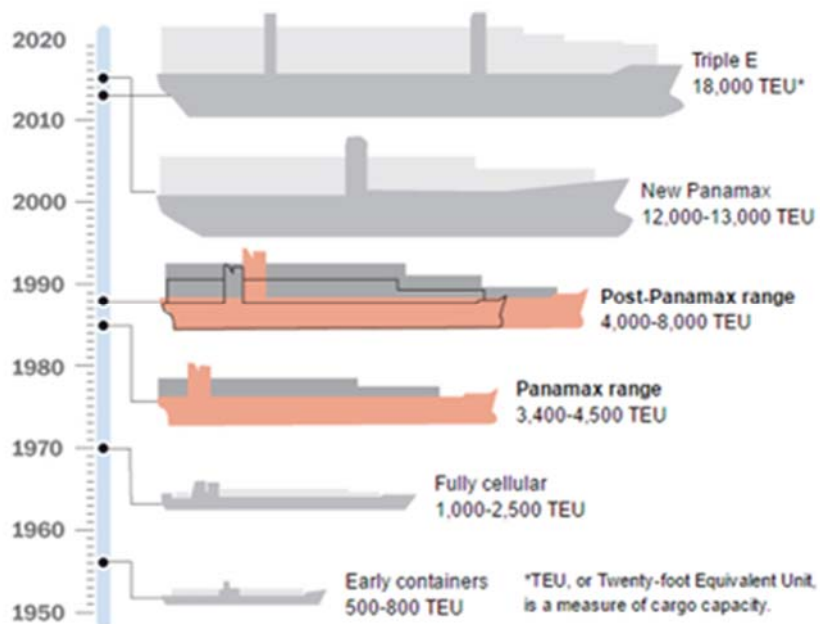 2020
Triple E
18,000 TEU*
2010
New Panamax
12,000-13,000 TEU
2000
1990
Post-Panamax range
4,000-8,000 TEU
1980
Panamax range
3,400-4,500 TEU
1970
Fully cellular
1,000-2,500 TEU
1960
Early containers
500-800 TEU
*TEU, or Twenty-foot Equivalent Unit,
is a measure of cargo capacity.
1950